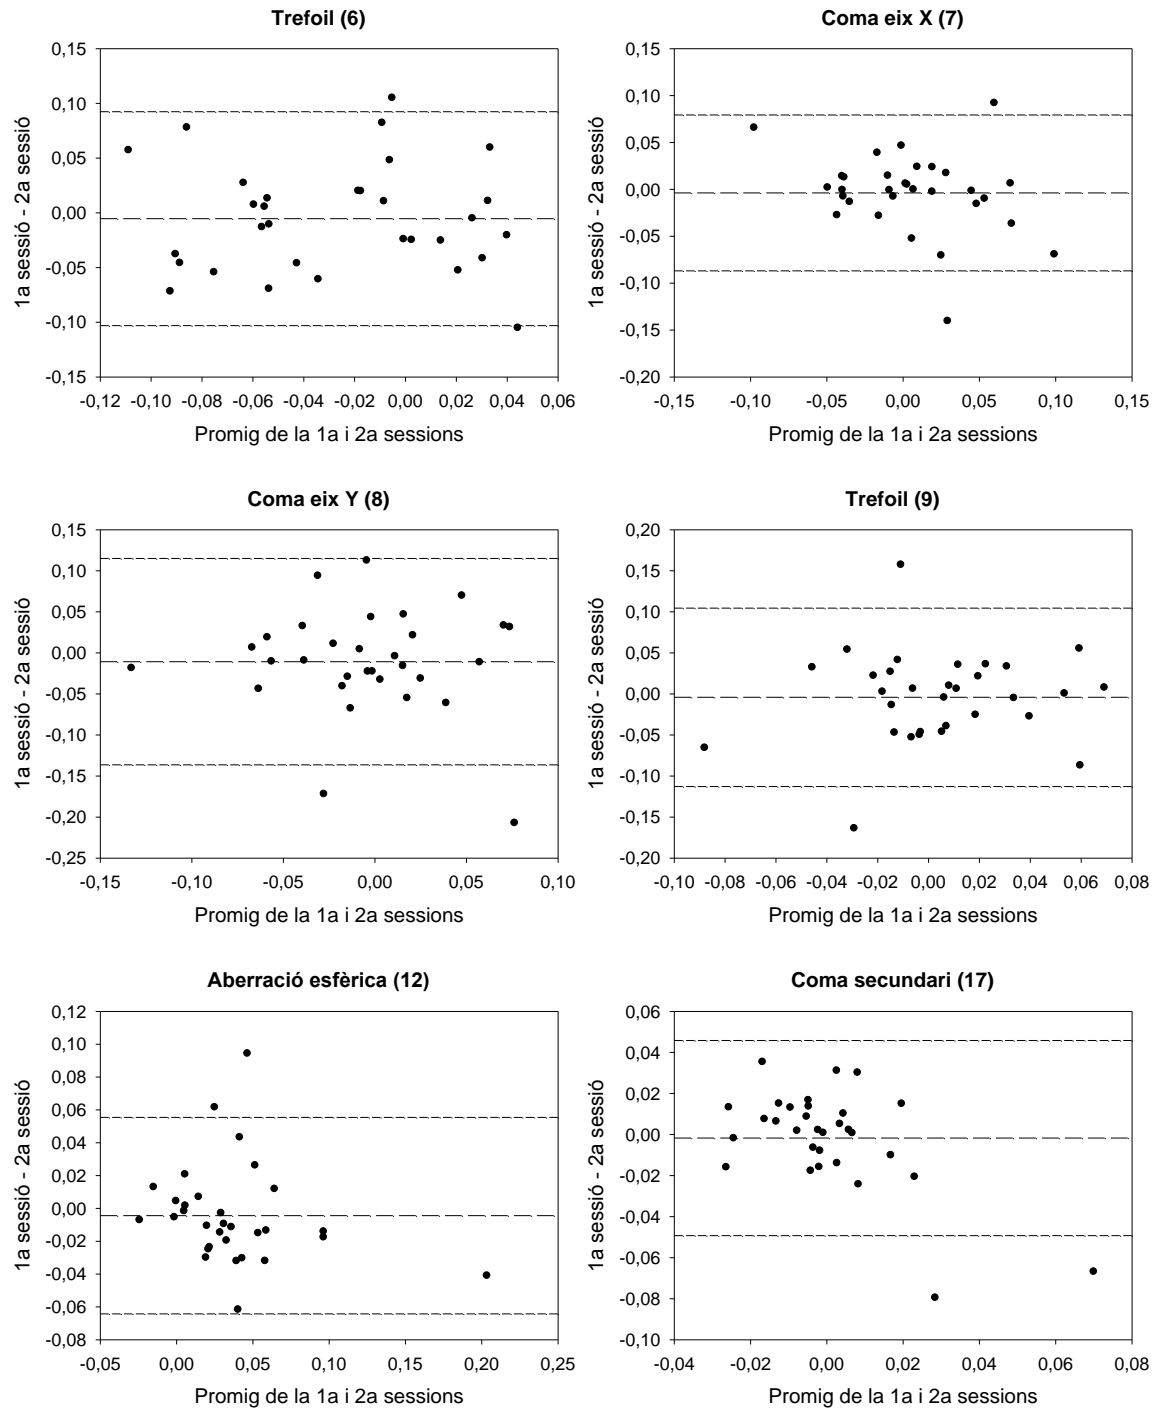 Trefoil (6)
0,15
0,10
0,05
0,00
-0,05
-0,10
-0,15
1a sessió - 2a sessió
-0,12 -0,10 -0,08 -0,06 -0,04 -0,02 0,00 0,02 0,04 0,06
Promig de la 1a i 2a sessions
Coma eix X (7)
0,15
0,10
0,05
0,00
-0,05
-0,10
-0,15
-0,20
1a sessió - 2a sessió
-0,15 -0,10 -0,05 0,00 0,05 0,10 0,15
Promig de la 1a i 2a sessions
Coma eix Y (8)
0,15
0,10
0,05
0,00
-0,05
-0,10
-0,15
-0,20
-0,25
1a sessió - 2a sessió
-0,15 -0,10 -0,05 0,00 0,05 0,10
Promig de la 1a i 2a sessions
Trefoil (9)
0,20
0,15
0,10
0,05
0,00
-0,05
-0,10
-0,15
-0,20
1a sessió - 2a sessió
-0,10 -0,08 -0,06 -0,04 -0,02 0,00 0,02 0,04 0,06 0,08
Promig de la 1a i 2a sessions
Aberració esfèrica (12)
0,12
0,10
0,08
0,06
0,04
0,02
0,00
-0,02
-0,04
-0,06
-0,08
1a sessió - 2a sessió
-0,05 0,00 0,05 0,10 0,15 0,20 0,25
Promig de la 1a i 2a sessions
Coma secundari (17)
0,06
0,04
0,02
0,00
-0,02
-0,04
-0,06
-0,08
-0,10
1a sessió - 2a sessió
-0,04 -0,02 0,00 0,02 0,04 0,06 0,08
Promig de la 1a i 2a sessions